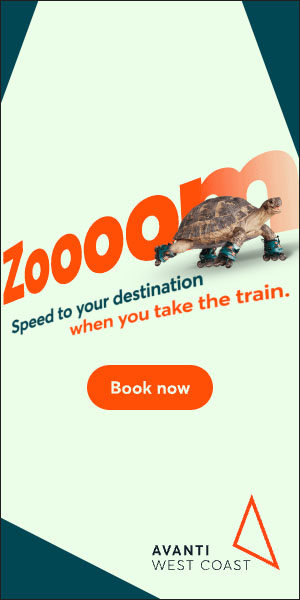 Zoooom
Speed to your destination
when you take the train.
Book now
AVANTI
WEST COAST